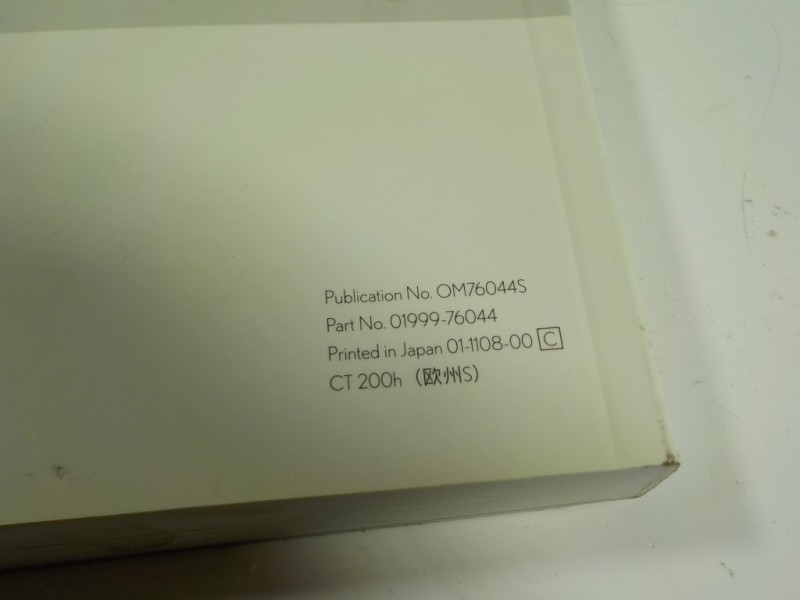 Publication No. OM76044S
Part No. 01999-76044
Printed in Japan 01-1108-00 C
CT 200h (欧州S)